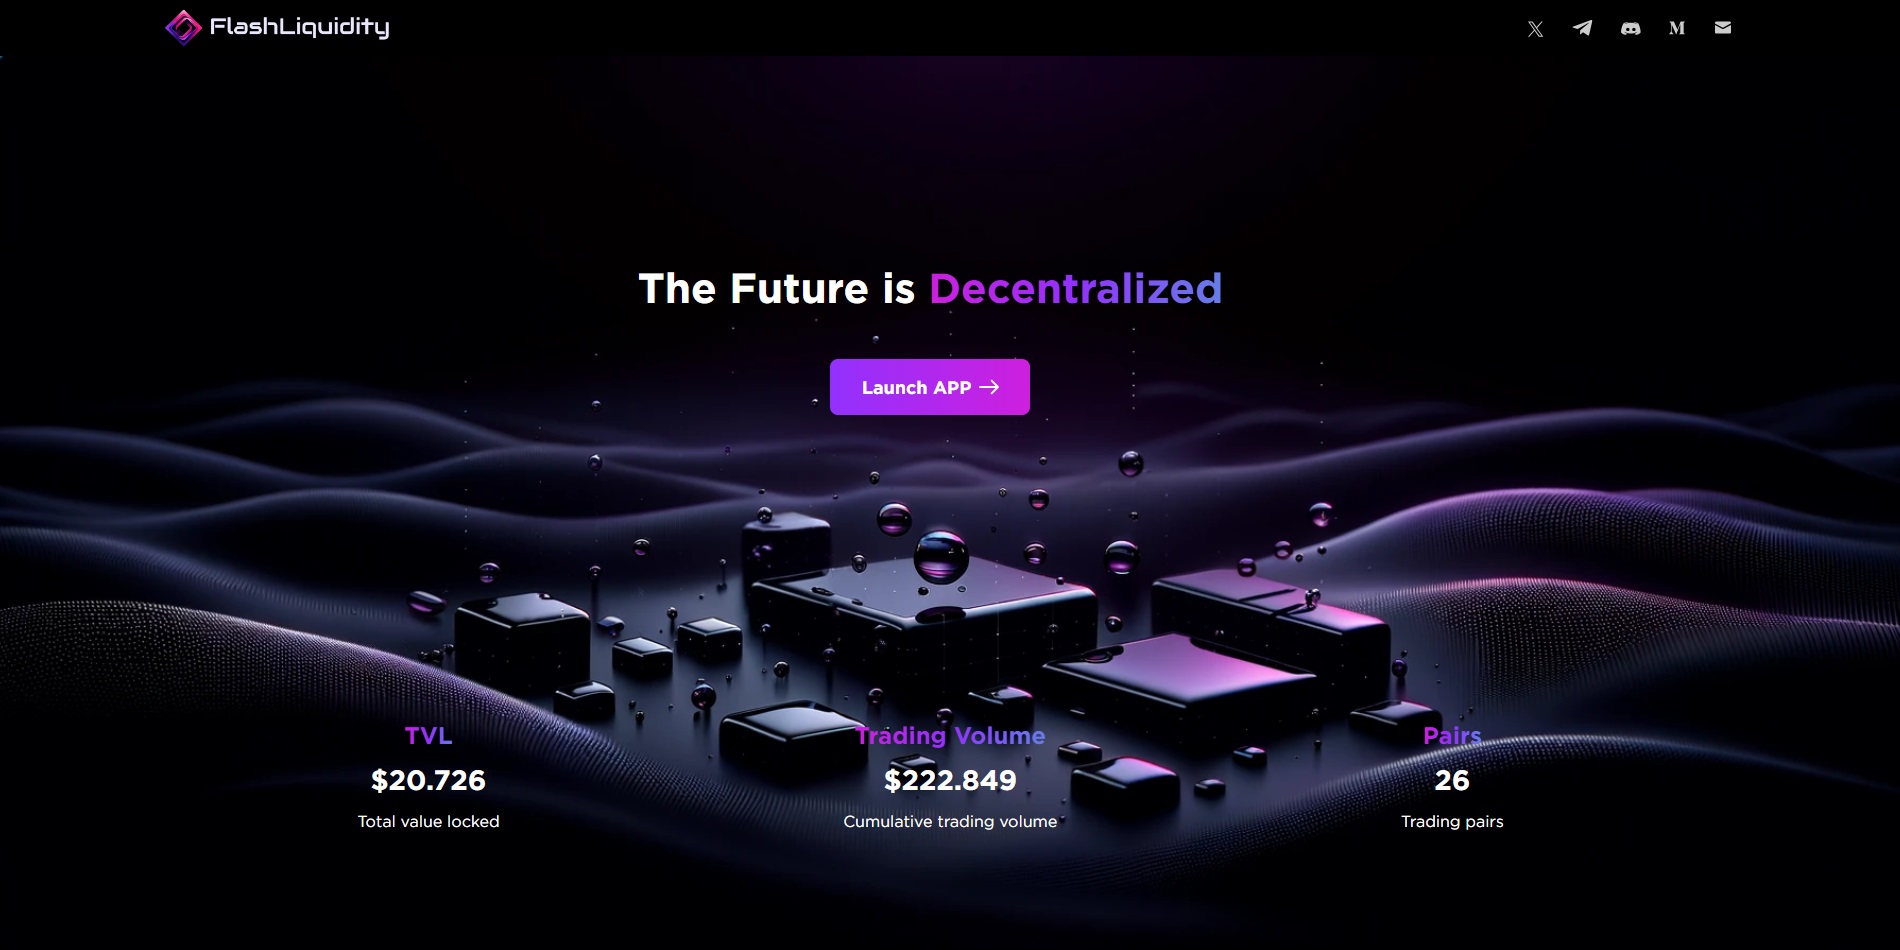 FlashLiquidity
The Future is Decentralized
Launch APP →
TVL
$20.726
Total value locked
Trading Volume
$222.849
Cumulative trading volume
Pairs
26
Trading pairs